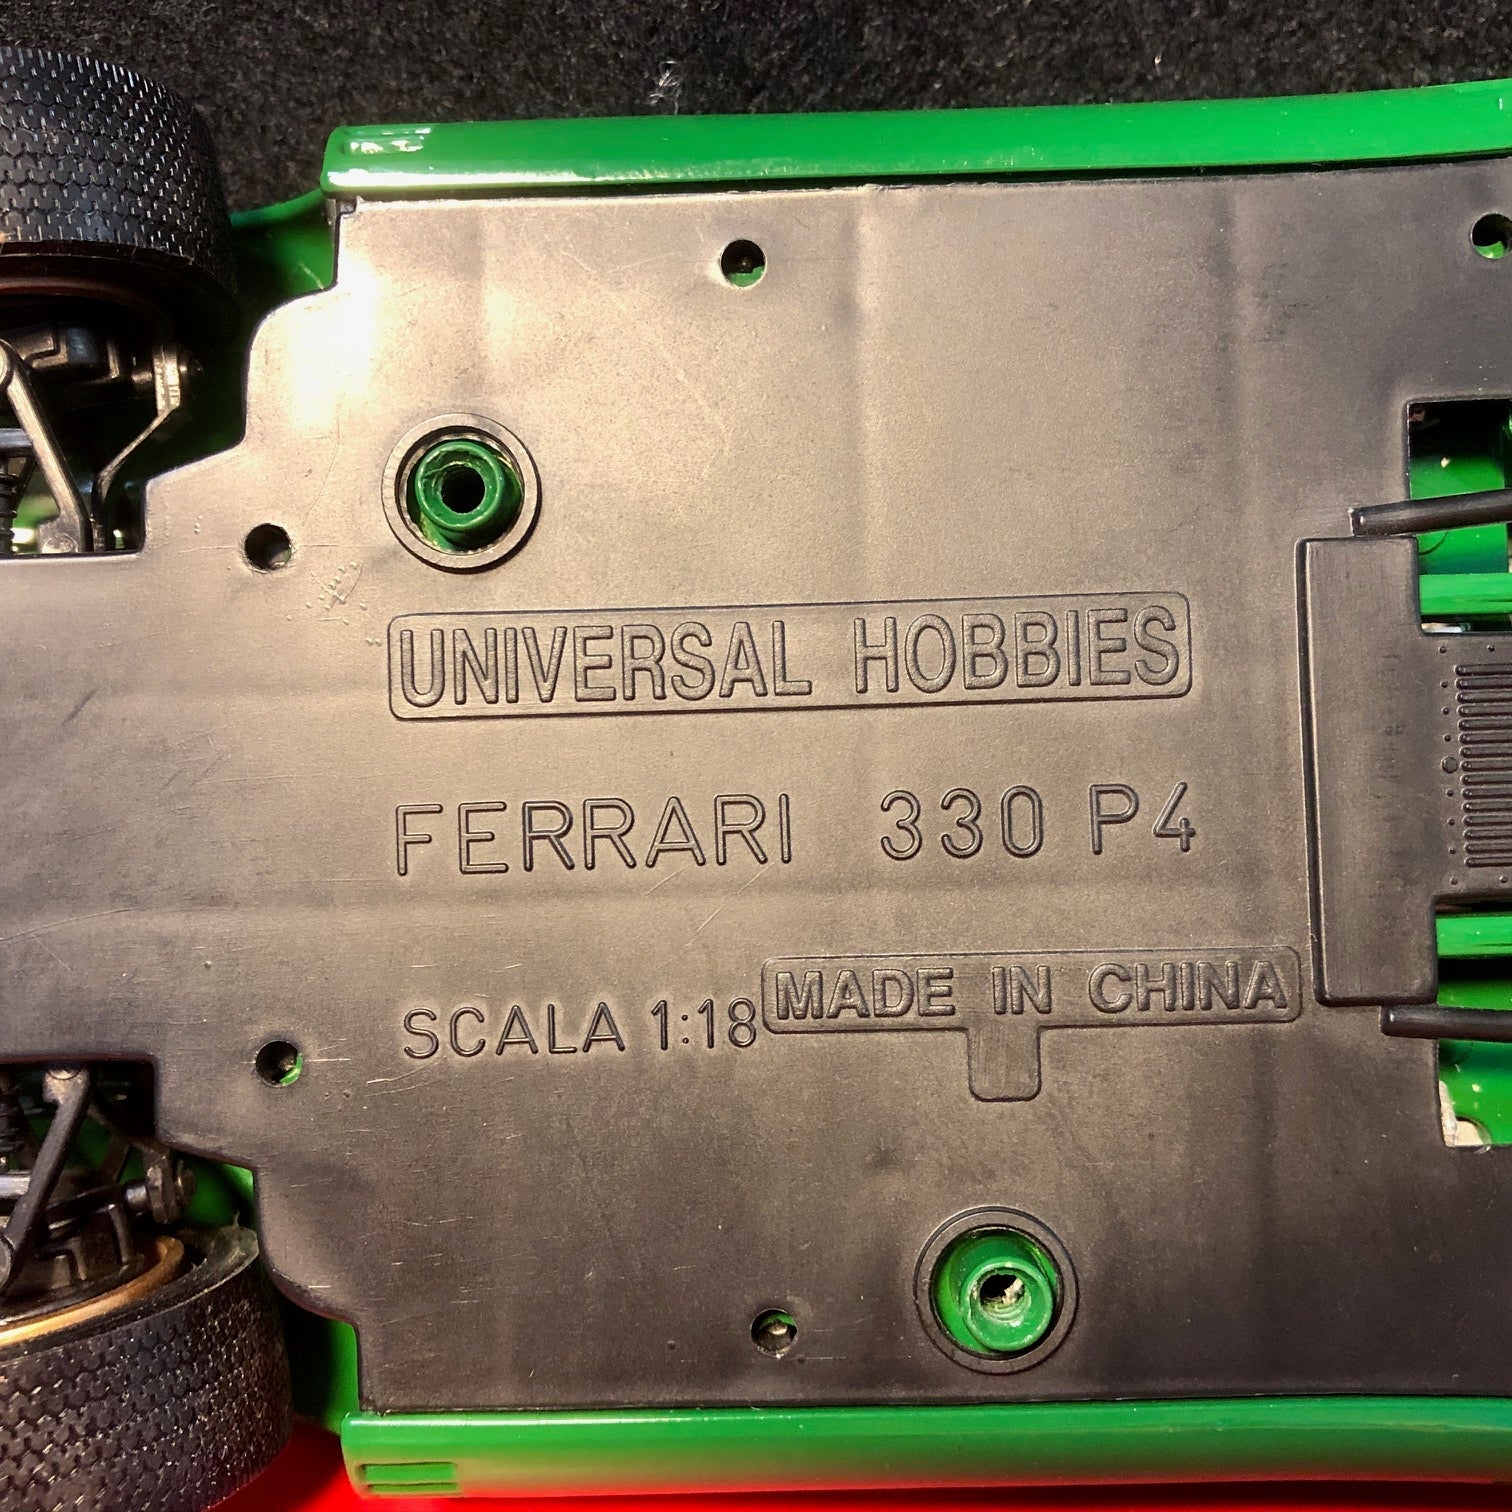 UNIVERSAL HOBBIES
FERRARI 330 P4
SCALA 1:18 MADE IN CHINA